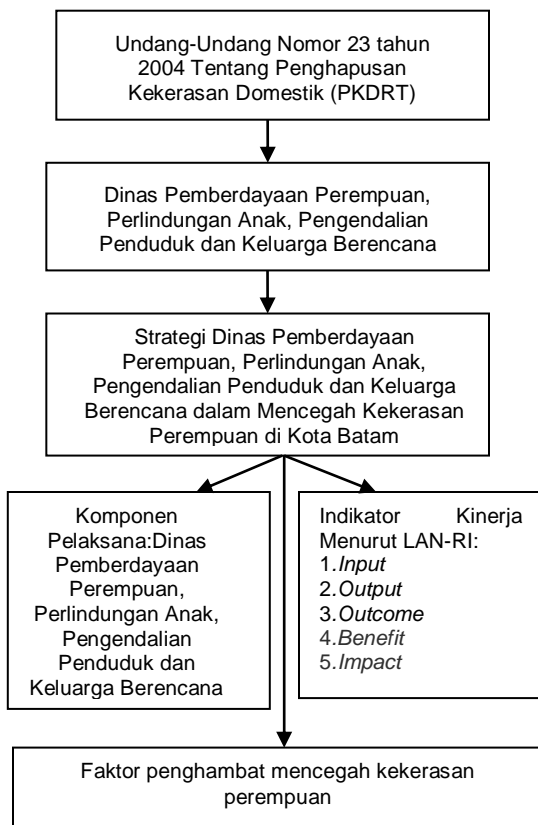 Undang-Undang Nomor 23 tahun
2004 Tentang Penghapusan
Kekerasan Domestik (PKDRT)
Dinas Pemberdayaan Perempuan,
Perlindungan Anak, Pengendalian
Penduduk dan Keluarga Berencana
Strategi Dinas Pemberdayaan
Perempuan, Perlindungan Anak,
Pengendalian Penduduk dan Keluarga
Berencana dalam Mencegah Kekerasan
Perempuan di Kota Batam
Komponen
Pelaksana:Dinas
Pemberdayaan
Perempuan,
Perlindungan Anak,
Pengendalian
Penduduk dan
Keluarga Berencana
Indikator Kinerja
Menurut LAN-RI:
1.Input
2.Output
3.Outcome
4.Benefit
5.Impact
Faktor penghambat mencegah kekerasan
perempuan